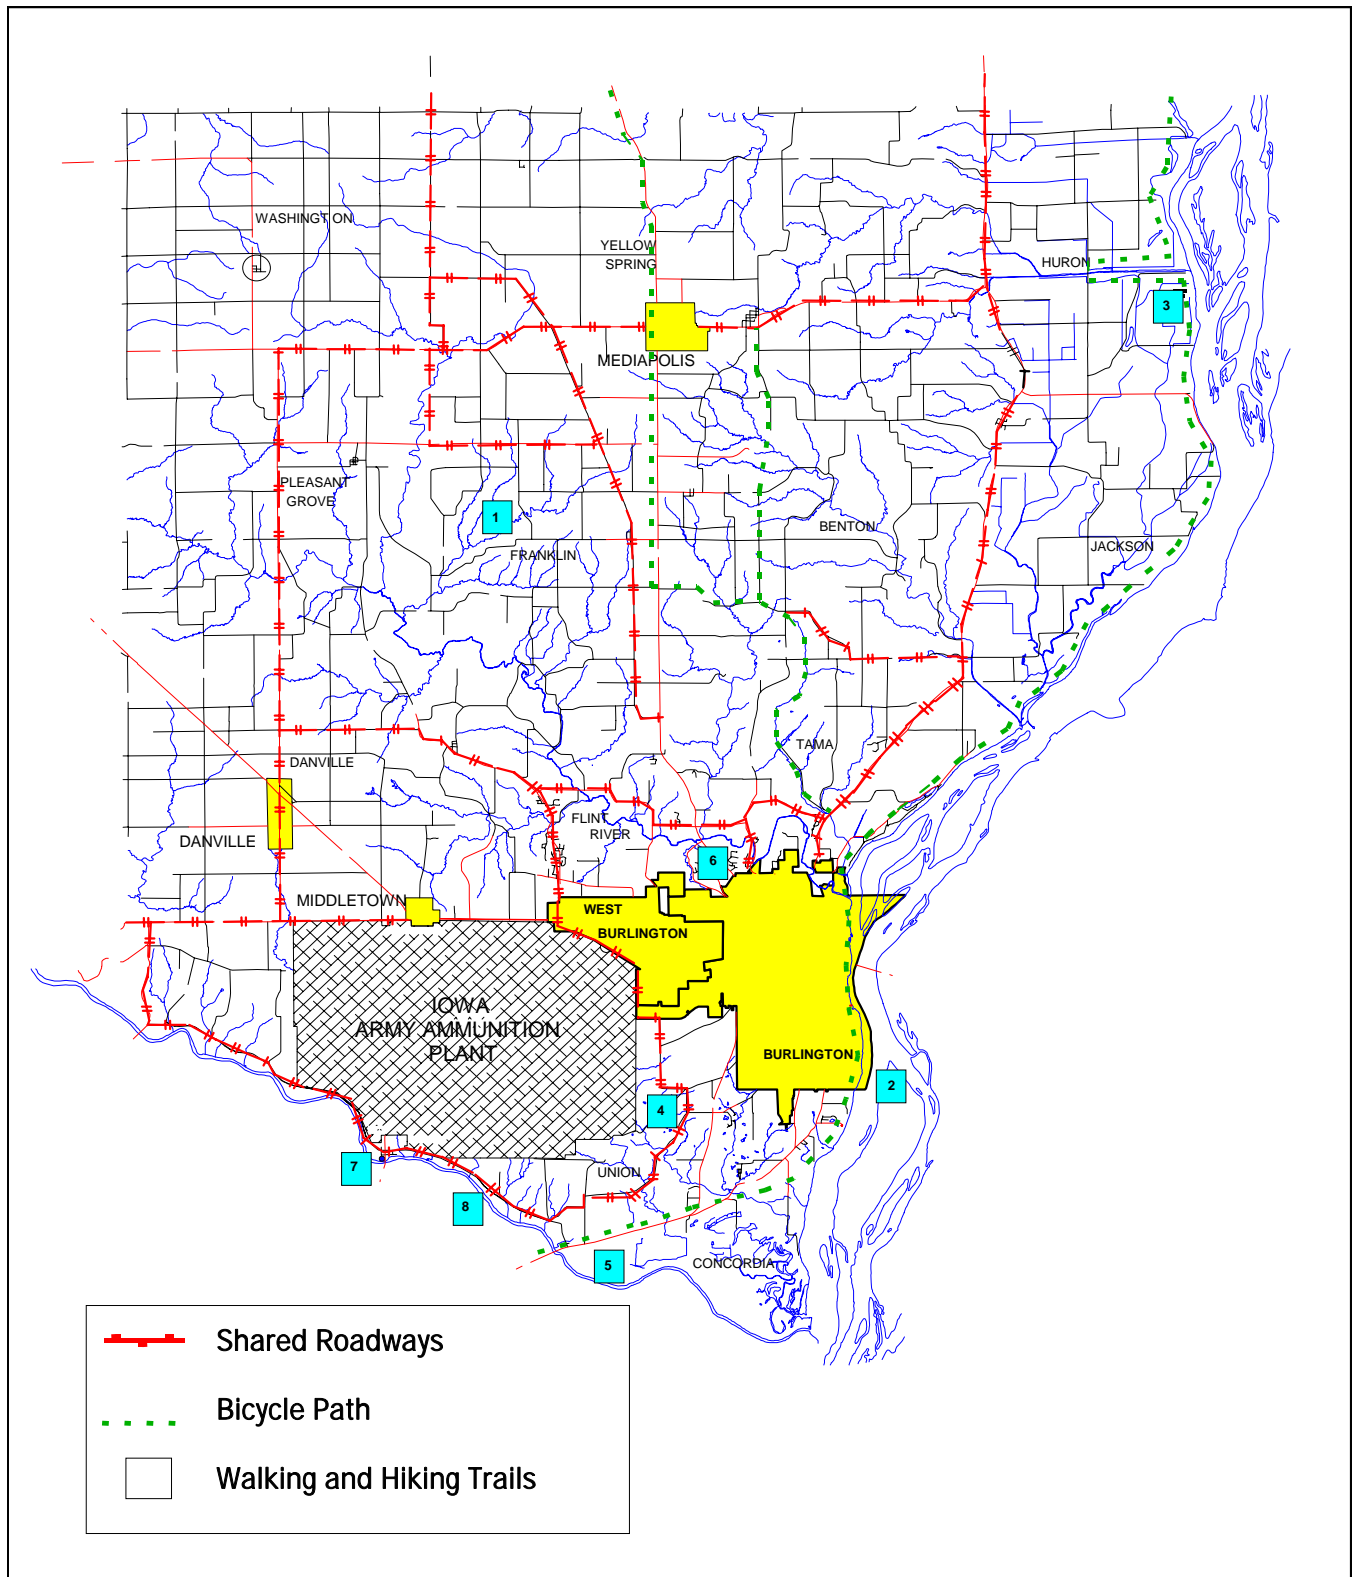 WASHINGTON
YELLOW
SPRING
HURON
3
MEDIAPOLIS
PLEASANT
GROVE
1
BENTON
FRANKLIN
JACKSON
TAMA
DANVILLE
FLINT
RIVER
DANVILLE
6
MIDDLETOWN
WEST
BURLINGTON
IOWA
ARMY AMMUNITION
PLANT
BURLINGTON
2
4
7
UNION
8
CONCORDIA
5
Shared Roadways
Bicycle Path
Walking and Hiking Trails